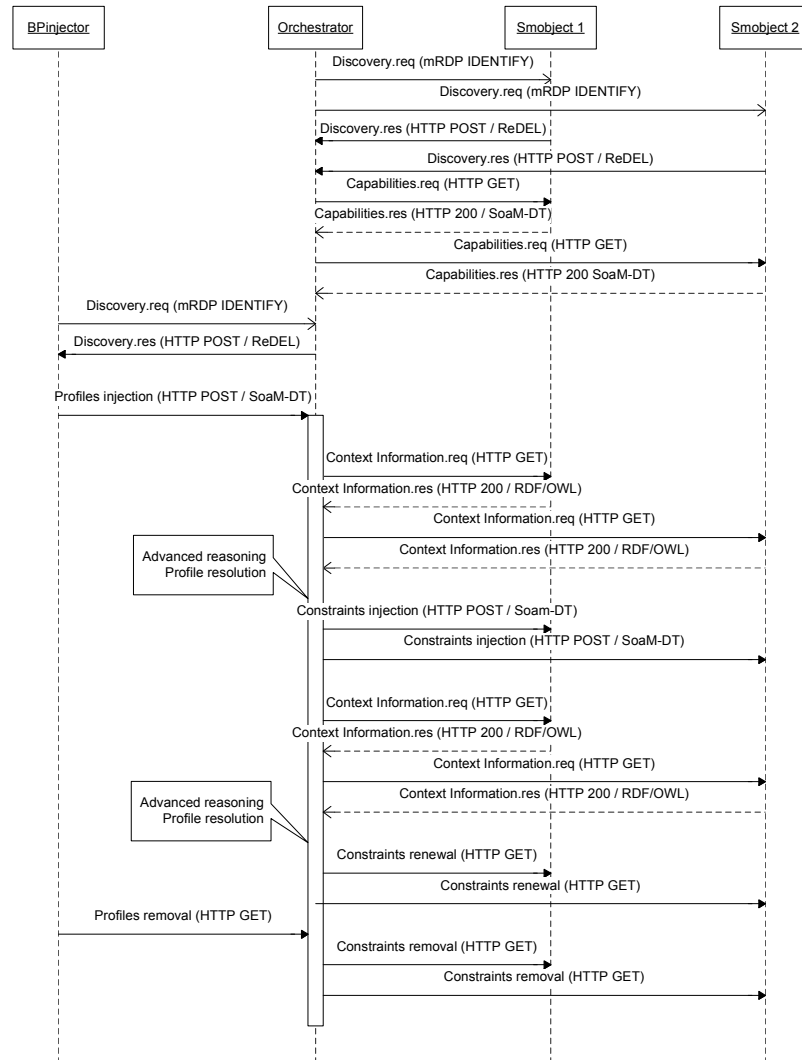 BPinjector
Orchestrator
Smobject 1
Smobject 2
Discovery.req (mRDP IDENTIFY)
Discovery.req (mRDP IDENTIFY)
Discovery.res (HTTP POST / ReDEL)
Discovery.res (HTTP POST / ReDEL)
Capabilities.req (HTTP GET)
Capabilities.res (HTTP 200 / SoaM-DT)
Capabilities.req (HTTP GET)
Capabilities.res (HTTP 200 SoaM-DT)
Discovery.req (mRDP IDENTIFY)
Discovery.res (HTTP POST / ReDEL)
Profiles injection (HTTP POST / SoaM-DT)
Context Information.req (HTTP GET)
Context Information.res (HTTP 200 / RDF/OWL)
Context Information.req (HTTP GET)
Context Information.res (HTTP 200 / RDF/OWL)
Advanced reasoning
Profile resolution
Constraints injection (HTTP POST / Soam-DT)
Constraints injection (HTTP POST / SoaM-DT)
Context Information.req (HTTP GET)
Context Information.res (HTTP 200 / RDF/OWL)
Context Information.req (HTTP GET)
Context Information.res (HTTP 200 / RDF/OWL)
Advanced reasoning
Profile resolution
Constraints renewal (HTTP GET)
Constraints renewal (HTTP GET)
Profiles removal (HTTP GET)
Constraints removal (HTTP GET)
Constraints removal (HTTP GET)